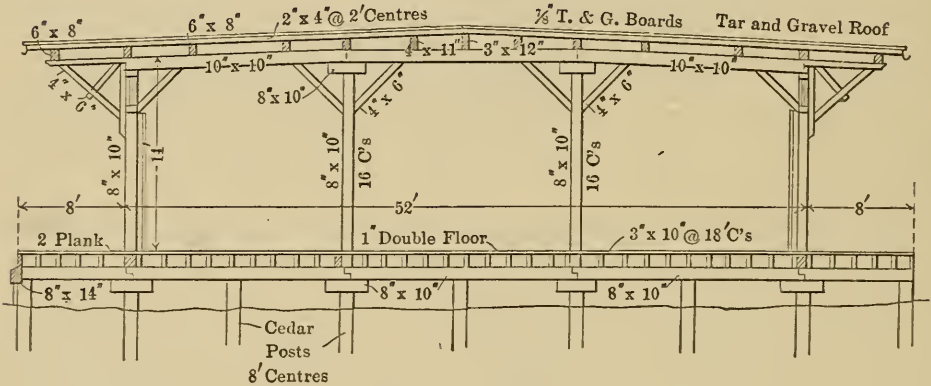 6" x 8"
6" x 8"
2" x 4" @ 2' Centres
⅞" T. & G. Boards
Tar and Gravel Roof
4" x 11"
3" x 12"
10" x 10"
10" x 10"
4" x 6"
8" x 10"
4" x 6"
4" x 6"
8" x 10"
14'
8" x 10"
16 C's
8" x 10"
16 C's
8'
52'
8'
2 Plank
1" Double Floor
3" x 10" @ 18' C's
8" x 14"
8" x 10"
8" x 10"
Cedar
Posts
8' Centres